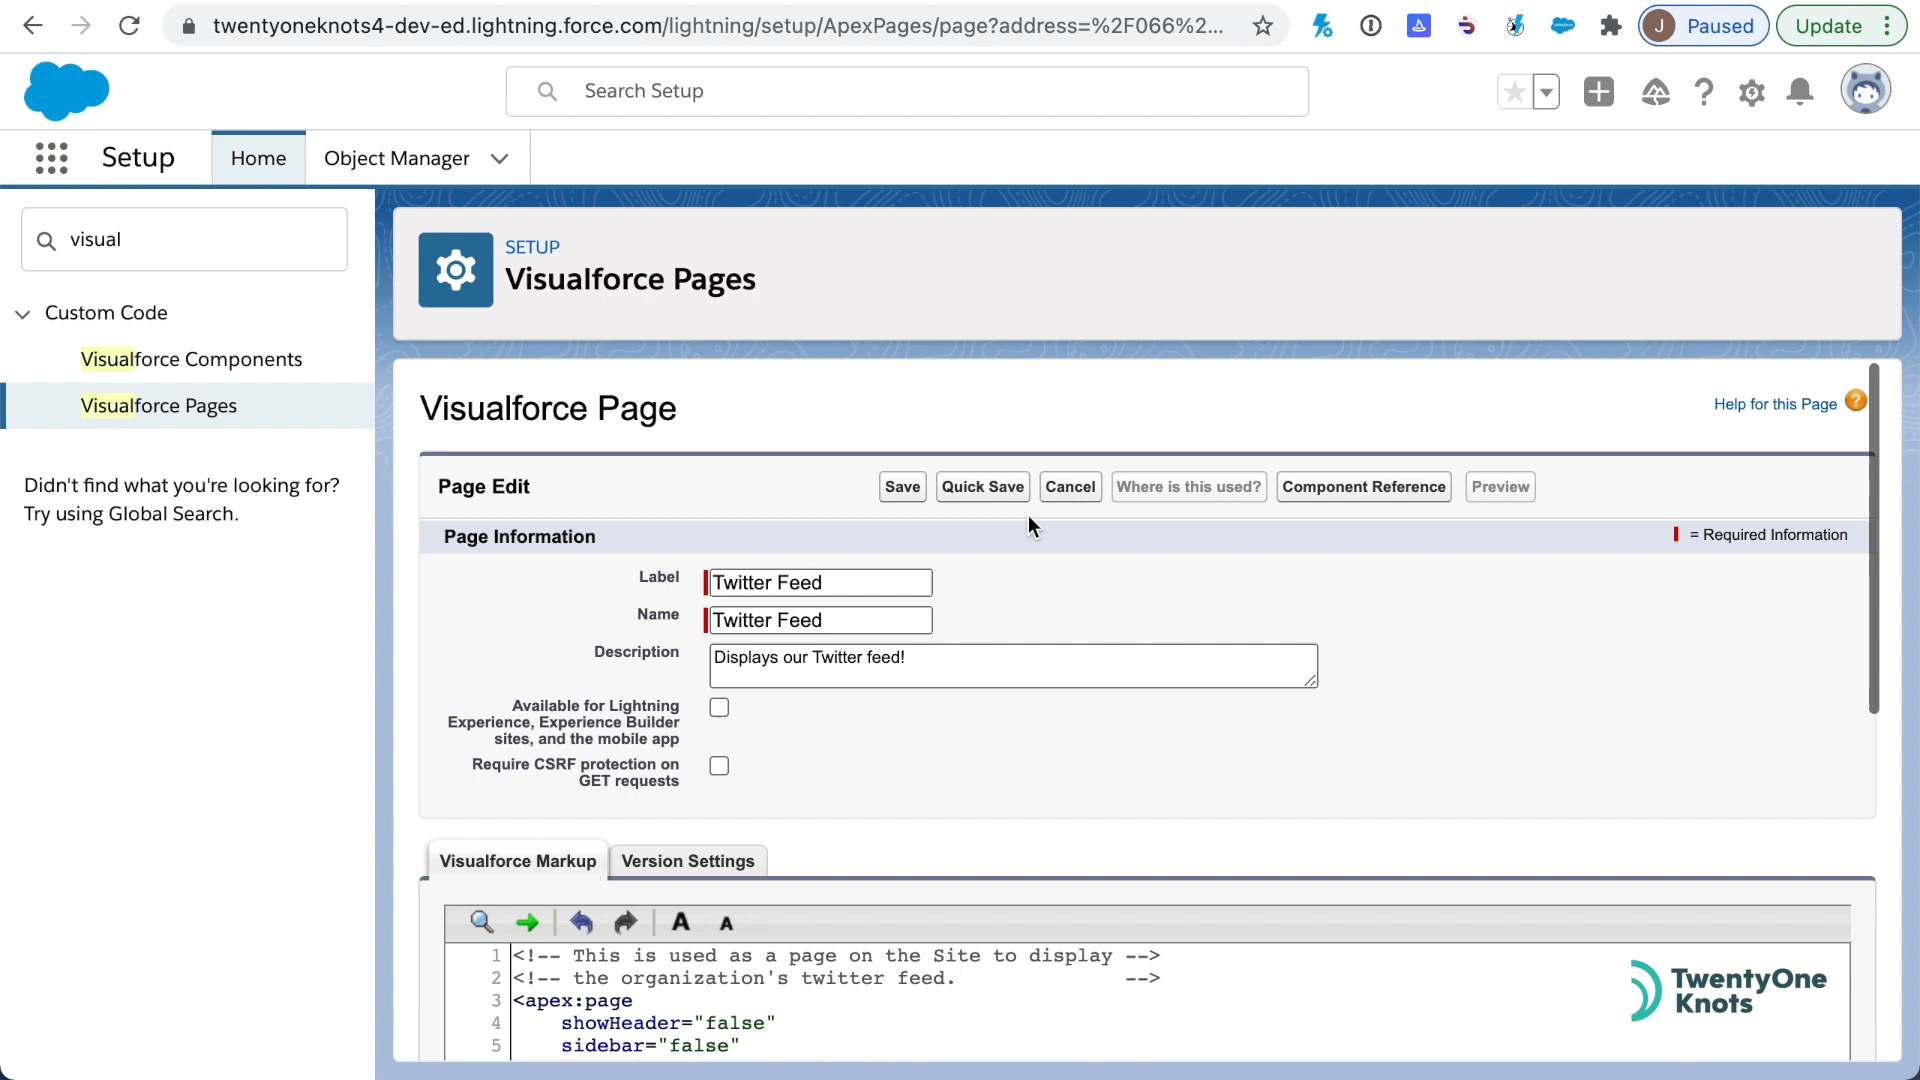 twentyoneknots4-dev-ed.lightning.force.com/lightning/setup/ApexPages/page?address=%2F066%2...
J Paused
Update
Search Setup
Setup
Home
Object Manager
visual
Custom Code
Visualforce Components
Visualforce Pages
Didn't find what you're looking for?
Try using Global Search.
SETUP
Visualforce Pages
Visualforce Page
Help for this Page ?
Page Edit
Save
Quick Save
Cancel
Where is this used?
Component Reference
Preview
Page Information
= Required Information
Label
Twitter Feed
Name
Twitter Feed
Description
Displays our Twitter feed!
Available for Lightning
Experience, Experience Builder
sites, and the mobile app
Require CSRF protection on
GET requests
Visualforce Markup
Version Settings
A A
1 <!-- This is used as a page on the Site to display -->
2 <!-- the organization's twitter feed. -->
3 <apex:page
4 showHeader="false"
5 sidebar="false"
TwentyOne
Knots